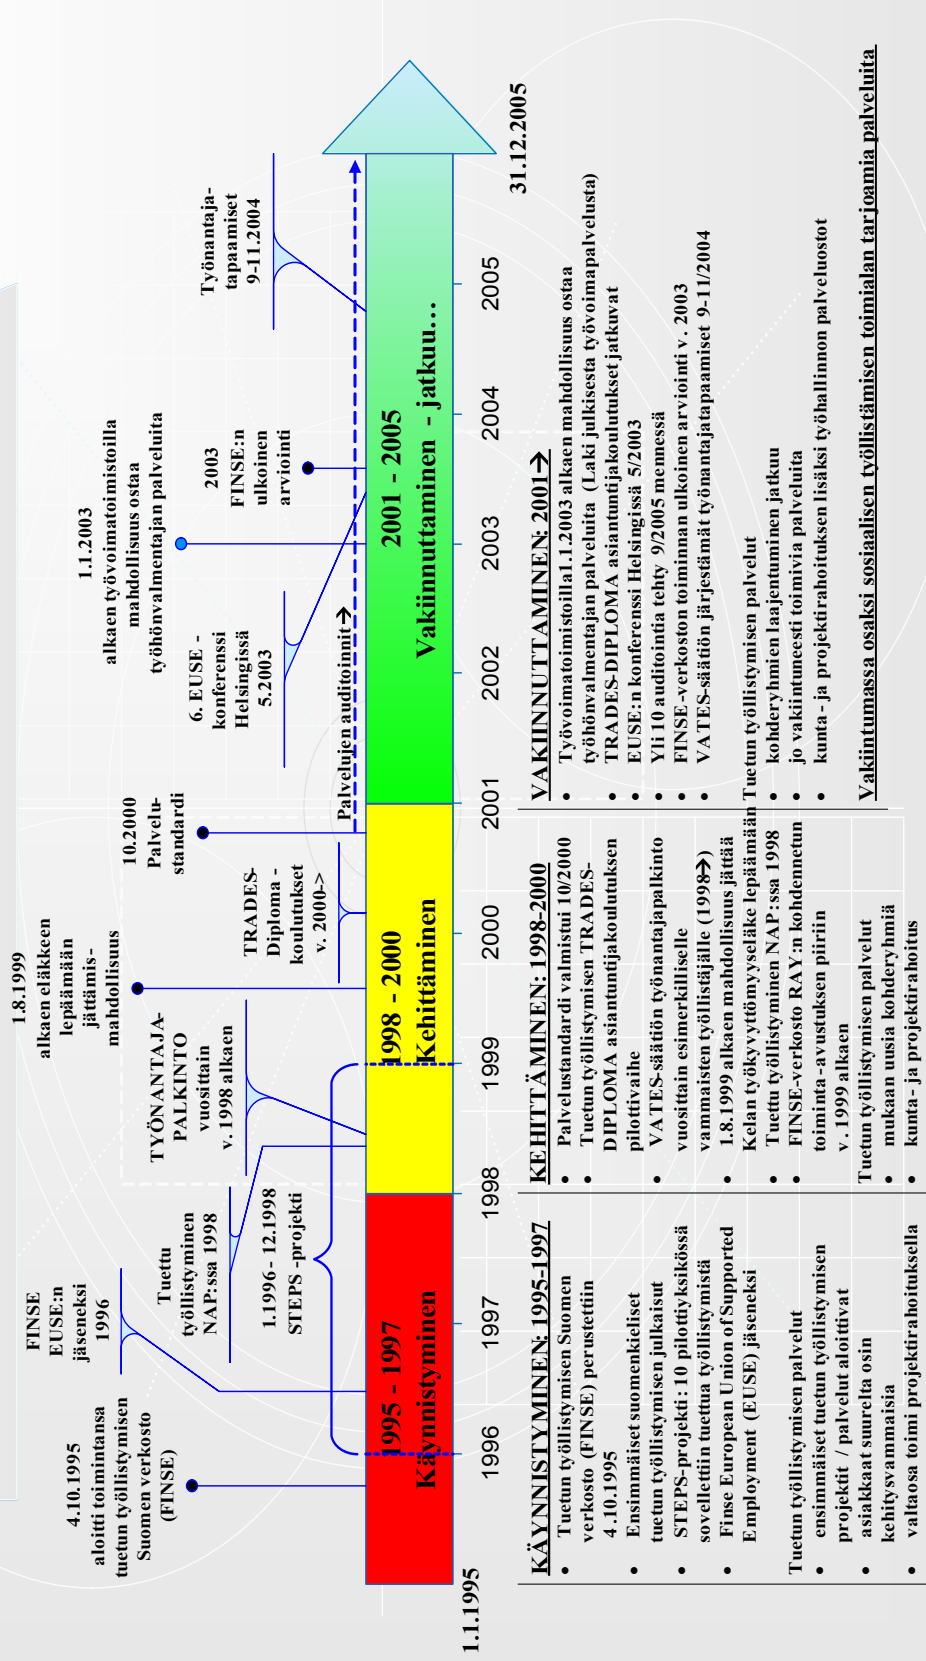 4.10.1995
aloitti toimintansa
tuetun työllistymisen
Suomen verkosto
(FINSE)
FINSE
EUSE:n
jäseneksi
1996
Tuettu
työllistyminen
NAP:ssa 1998
1.1996 - 12.1998
STEPS -projekti
TYÖNANTAJA-
PALKINTO
vuosittain
v. 1998 alkaen
1.8.1999
alkaen eläkkeen
lepäämään
jättämis-
mahdollisuus
TRADES-
Diploma -
koulutukset
v. 2000->
10.2000
Palvelu-
standardi
Palvelujen auditoinnit→
6. EUSE -
konferenssi
Helsingissä
5.2003
1.1.2003
alkaen työvoimatoimistoilla
mahdollisuus ostaa
työhönvalmentajan palveluita
2003
FINSE:n
ulkoinen
arviointi
Työnantaja-
tapaamiset
9-11.2004
1995 - 1997
Käynnistyminen
1998 - 2000
Kehittäminen
2001 - 2005
Vakiinnuttaminen - jatkuu…
1.1.1995
1996
1997
1998
1999
2000
2001
2002
2003
2004
2005
31.12.2005
KÄYNNISTYMINEN: 1995-1997
• Tuetun työllistymisen Suomen
verkosto (FINSE) perustettiin
4.10.1995
• Ensimmäiset suomenkieliset
tuetun työllistymisen julkaisut
• STEPS-projekti: 10 pilottiyksikössä
sovellettiin tuettua työllistymistä
• Finse European Union of Supported
Employment (EUSE) jäseneksi
Tuetun työllistymisen palvelut
• ensimmäiset tuetun työllistymisen
projektit / palvelut aloittivat
• asiakkaat suurelta osin
kehitysvammaisia
• valtaosa toimi projektirahoituksella
KEHITTÄMINEN: 1998-2000
• Palvelustandardi valmistui 10/2000
• Tuetun työllistymisen TRADES-
DIPLOMA asiantuntijakoulutuksen
pilottivaihe
• VATES-säätiön työnantajapalkinto
vuosittain esimerkilliselle
vammaisten työllistäjälle (1998→)
• 1.8.1999 alkaen mahdollisuus jättää
Kelan työkyvyttömyyseläke lepäämään
• Tuettu työllistyminen NAP:ssa 1998
• FINSE-verkosto RAY:n kohdennetun
toiminta-avustuksen piiriin
v. 1999 alkaen
Tuetun työllistymisen palvelut
• mukaan uusia kohderyhmiä
• kunta- ja projektirahoitus
VAKIINNUTTAMINEN: 2001→
• Työvoimatoimistoilla1.1.2003 alkaen mahdollisuus ostaa
työhönvalmentajan palveluita (Laki julkisesta työvoimapalvelusta)
• TRADES-DIPLOMA asiantuntijakoulutukset jatkuvat
• EUSE:n konferenssi Helsingissä 5/2003
• Yli 10 auditointia tehty 9/2005 mennessä
• FINSE-verkoston toiminnan ulkoinen arviointi v. 2003
• VATES-säätiön järjestämät työnantajatapaamiset 9-11/2004
Tuetun työllistymisen palvelut
• kohderyhmien laajentuminen jatkuu
• jo vakiintuneesti toimivia palveluita
• kunta- ja projektirahoituksen lisäksi työhallinnon palveluostot
Vakiintumassa osaksi sosiaalisen työllistämisen toimialan tarjoamia palveluita